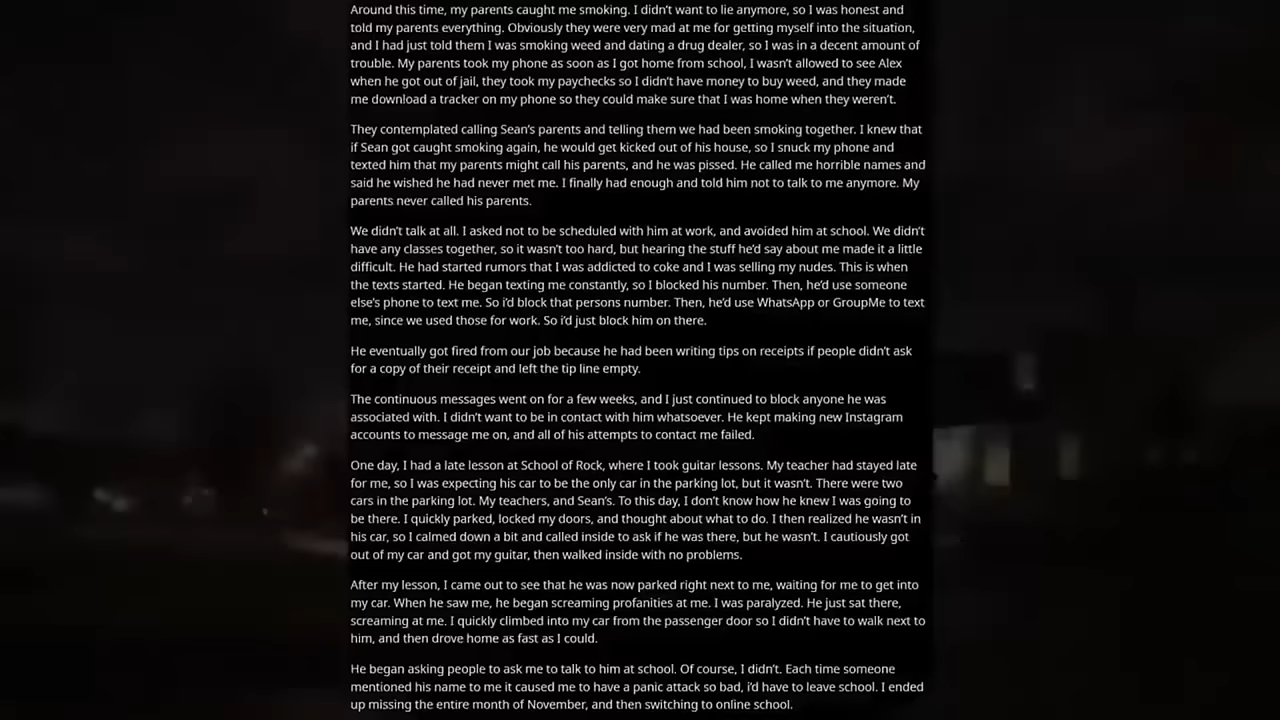 Around this time, my parents caught me smoking. I didn't want to lie anymore, so I was honest and
told my parents everything. Obviously they were very mad at me for getting myself into the situation,
and I had just told them I was smoking weed and dating a drug dealer, so I was in a decent amount of
trouble. My parents took my phone as soon as I got home from school, I wasn't allowed to see Alex
when he got out of jail, they took my paychecks so I didn't have money to buy weed, and they made
me download a tracker on my phone so they could make sure that I was home when they weren't.
They contemplated calling Sean's parents and telling them we had been smoking together. I knew that
if Sean got caught smoking again, he would get kicked out of his house, so I snuck my phone and
texted him that my parents might call his parents, and he was pissed. He called me horrible names and
said he wished he had never met me. I finally had enough and told him not to talk to me anymore. My
parents never called his parents.
We didn't talk at all. I asked not to be scheduled with him at work, and avoided him at school. We didn't
have any classes together, so it wasn't too hard, but hearing the stuff he'd say about me made it a little
difficult. He had started rumors that I was addicted to coke and I was selling my nudes. This is when
the texts started. He began texting me constantly, so I blocked his number. Then, he'd use someone
else's phone to text me. So i'd block that persons number. Then, he'd use WhatsApp or GroupMe to text
me, since we used those for work. So i'd just block him on there.
He eventually got fired from our job because he had been writing tips on receipts if people didn't ask
for a copy of their receipt and left the tip line empty.
The continuous messages went on for a few weeks, and I just continued to block anyone he was
associated with. I didn't want to be in contact with him whatsoever. He kept making new Instagram
accounts to message me on, and all of his attempts to contact me failed.
One day, I had a late lesson at School of Rock, where I took guitar lessons. My teacher had stayed late
for me, so I was expecting his car to be the only car in the parking lot, but it wasn't. There were two
cars in the parking lot. My teachers, and Sean's. To this day, I don't know how he knew I was going to
be there. I quickly parked, locked my doors, and thought about what to do. I then realized he wasn't in
his car, so I calmed down a bit and called inside to ask if he was there, but he wasn't. I cautiously got
out of my car and got my guitar, then walked inside with no problems.
After my lesson, I came out to see that he was now parked right next to me, waiting for me to get into
my car. When he saw me, he began screaming profanities at me. I was paralyzed. He just sat there,
screaming at me. I quickly climbed into my car from the passenger door so I didn't have to walk next to
him, and then drove home as fast as I could.
He began asking people to ask me to talk to him at school. Of course, I didn't. Each time someone
mentioned his name to me it caused me to have a panic attack so bad, i'd have to leave school. I ended
up missing the entire month of November, and then switching to online school.